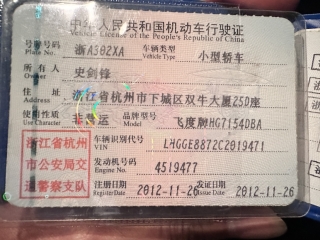 中华人民共和国机动车行驶证
Vehicle License of the People's Republic of China
号牌号码 浙A302XA 车辆类型 小型轿车
Plate No. Vehicle Type
所有人 史剑锋
Owner
住址 浙江省杭州市下城区双牛大厦25D座
Address
使用性质 非营运 品牌型号 飞度牌HG7154DBA
Use Character Model
浙江省杭州市公安局交通警察支队
车辆识别代号 LHGGE8872C2019471
VIN
发动机号码 4519477
Engine No.
注册日期 2012-11-26 发证日期 2012-11-26
Register Date Issue Date